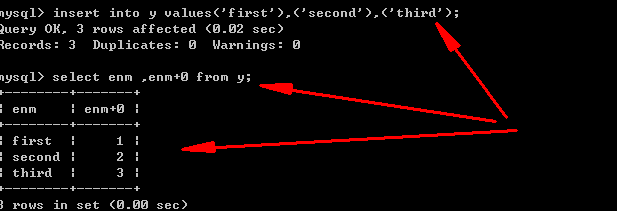 mysql> insert into y values('first'),('second'),('third');
Query OK, 3 rows affected (0.02 sec)
Records: 3  Duplicates: 0  Warnings: 0
mysql> select enm ,enm+0 from y;
+--------+-------+
| enm    | enm+0 |
+--------+-------+
| first  |     1 |
| second |     2 |
| third  |     3 |
+--------+-------+
3 rows in set (0.00 sec)